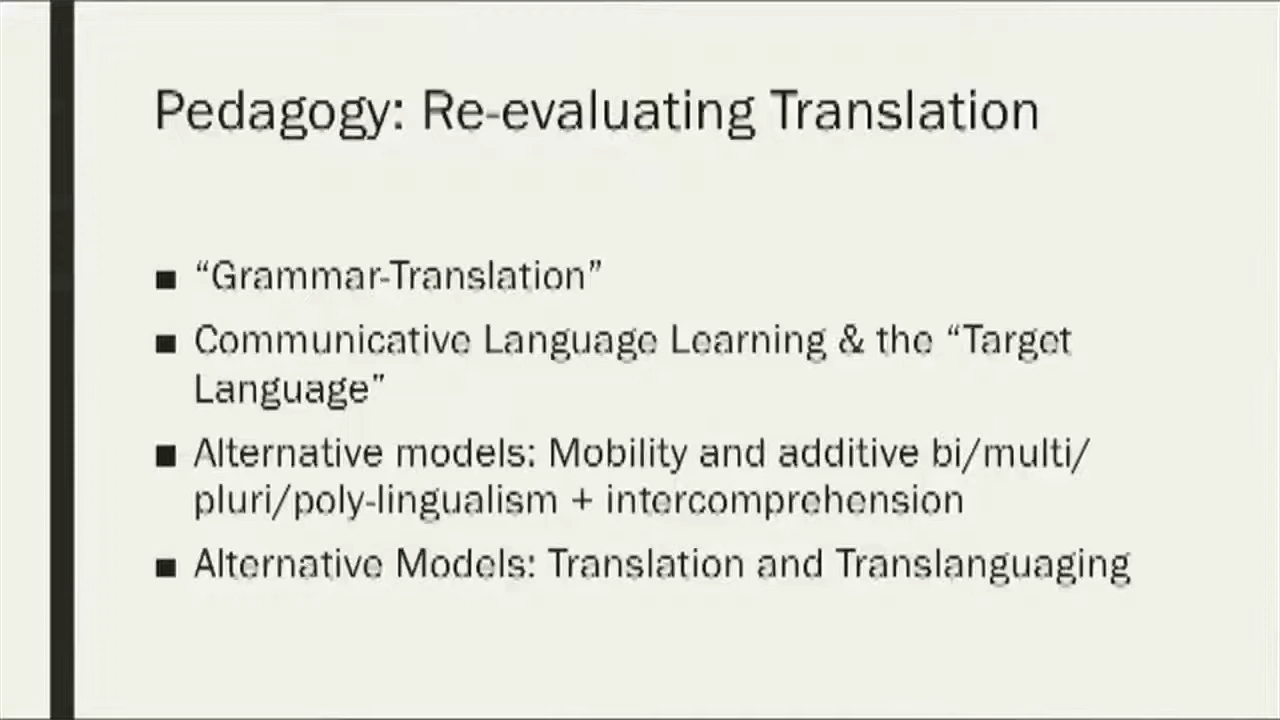 Pedagogy: Re-evaluating Translation
■ “Grammar-Translation”
■ Communicative Language Learning & the “Target
Language”
■ Alternative models: Mobility and additive bi/multi/
pluri/poly-lingualism + intercomprehension
■ Alternative Models: Translation and Translanguaging